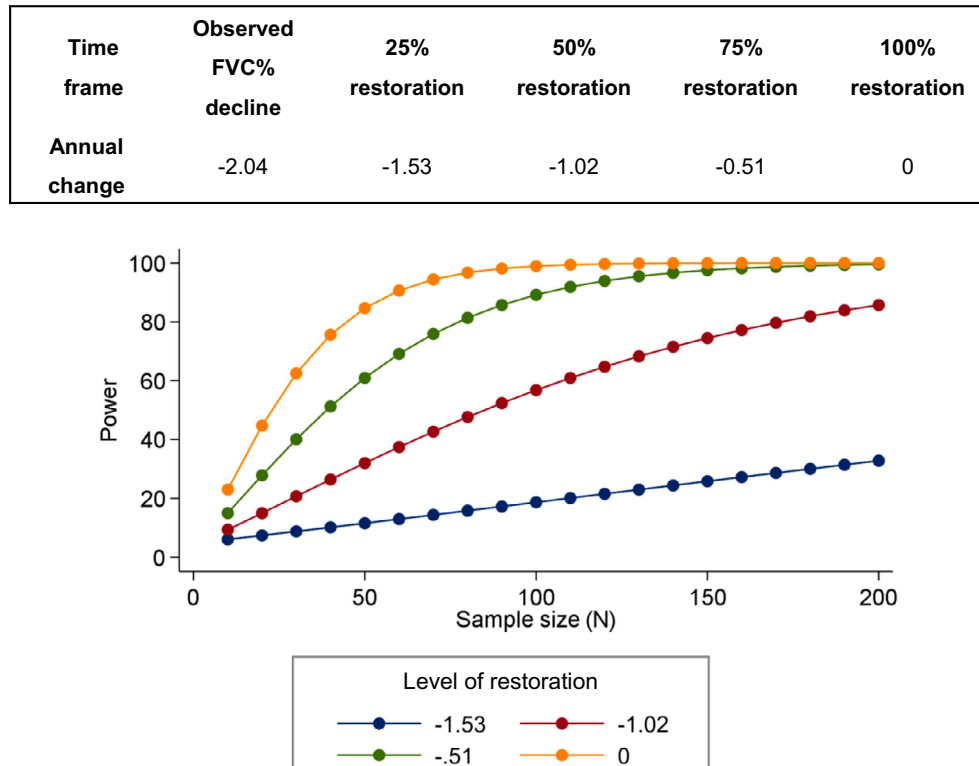 Time frame
Observed FVC% decline
25% restoration
50% restoration
75% restoration
100% restoration
Annual change
-2.04
-1.53
-1.02
-0.51
0
100
80
60
40
20
0
Power
0
50
100
150
200
Sample size (N)
Level of restoration
-1.53
-1.02
-.51
0